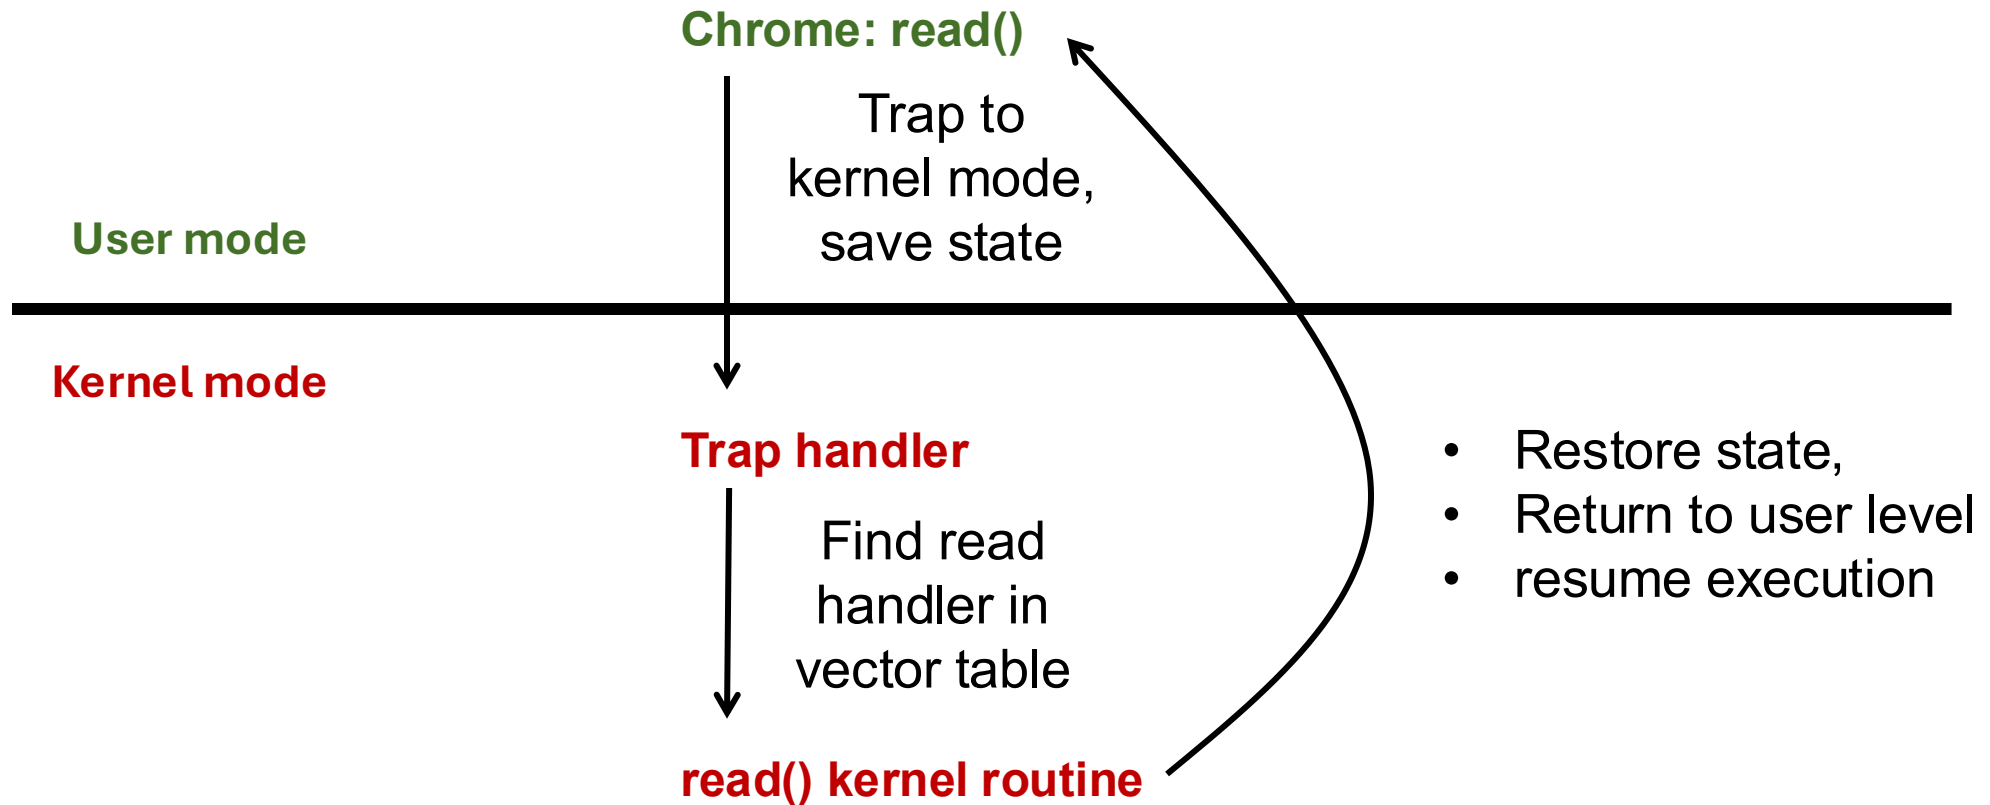 Chrome: read()
Trap to
kernel mode,
save state
User mode
Kernel mode
Trap handler
• Restore state,
• Return to user level
• resume execution
Find read
handler in
vector table
read() kernel routine